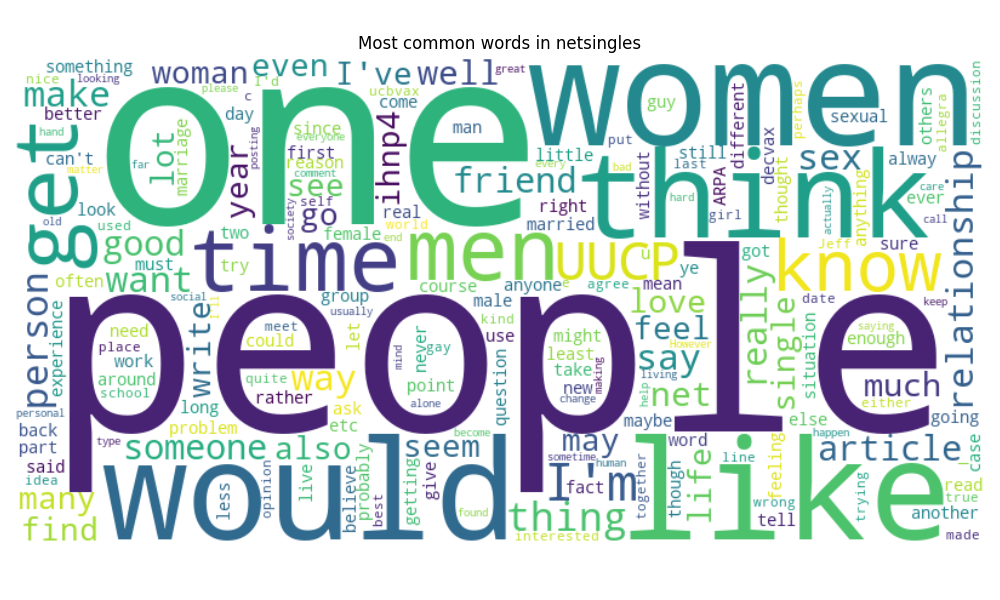 Most common words in netsingles
something
nice
looking
make
better
hand
can't
matter
look
old
used
good
want
often
must
get
woman
even
I've
well
great
please
I'd
ucbvax
c
come
day
one
women
year
posting
lot
marriage
far
since
everyone
first
reason
comment
see
self
go
society
ihnp4
man
real
world
end
female
two
try
guy
friend
little
every
right
married
put
without
still
last
bad
hard
girl
ARPA
different
decvax
thought
perhaps
sexual
sex
alway
others
allegra
discussion
care
ever
call
actually
anything
think
time
men
UUCP
u
ye
got
Jeff
sure
know
relationship
keep
person
experience
social
I'll
usually
group
course
anyone
e
agree
mean
male
kind
use
love
feel
really
single
date
situation
saying
enough
people
need
place
work
around
school
write
meet
could
quite
let
way
rather
mind
never
gay
point
alone
question
might
least
take
new
change
making
However
say
living
help
net
much
either
personal
back
part
said
idea
long
problem
ask
etc
maybe
else
going
type
someone
also
seem
become
may
word
line
feeling
happen
article
case
many
find
would
less
opinion
live
believe
probably
best
getting
give
found
I'm
sometime
human
fact
thing
interested
together
though
life
like
wrong
tell
trying
read
true
another
made